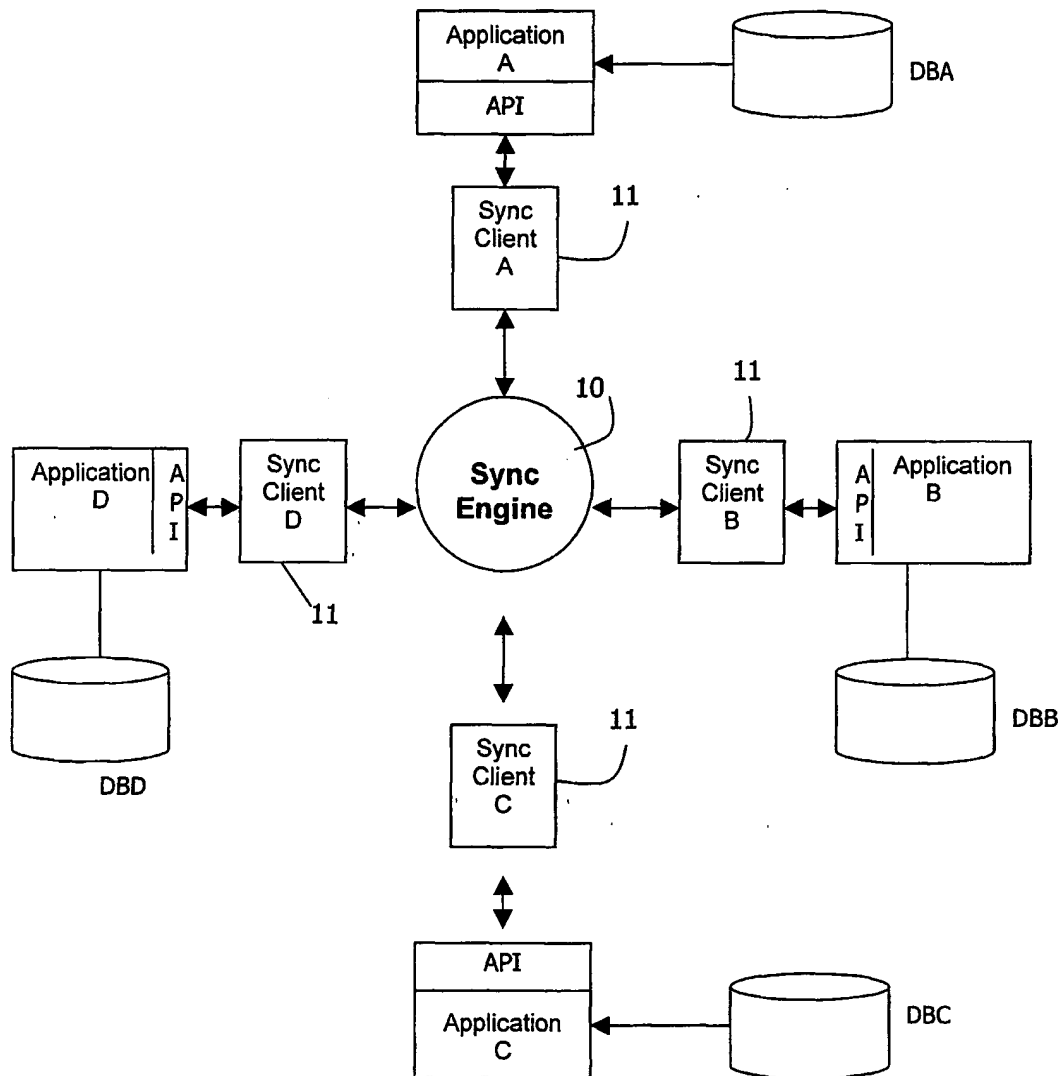 Application
A
API
DBA
Sync
Client
A
11
10
11
Application
D
A
P
I
Sync
Client
D
Sync
Engine
Sync
Client
B
A
P
I
Application
B
11
DBD
DBB
Sync
Client
C
11
API
Application
C
DBC